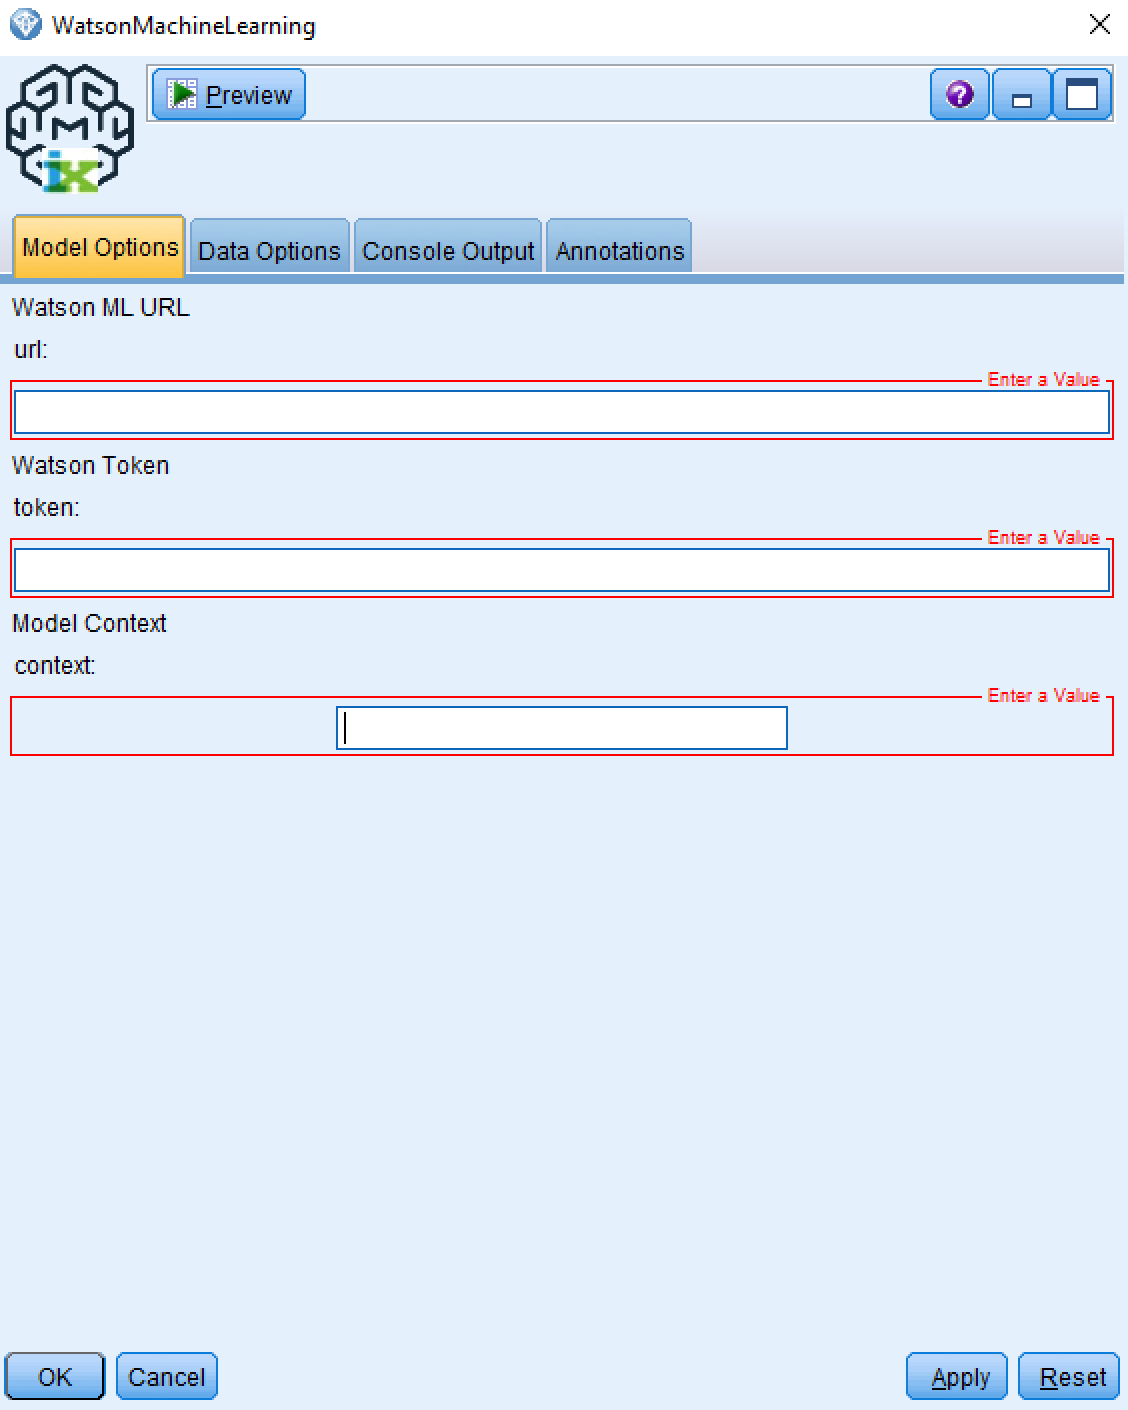 WatsonMachineLearning
Preview
ix
Model Options Data Options Console Output Annotations
Watson ML URL
url:
Enter a Value
Watson Token
token:
Enter a Value
Model Context
context:
Enter a Value
OK Cancel Apply Reset